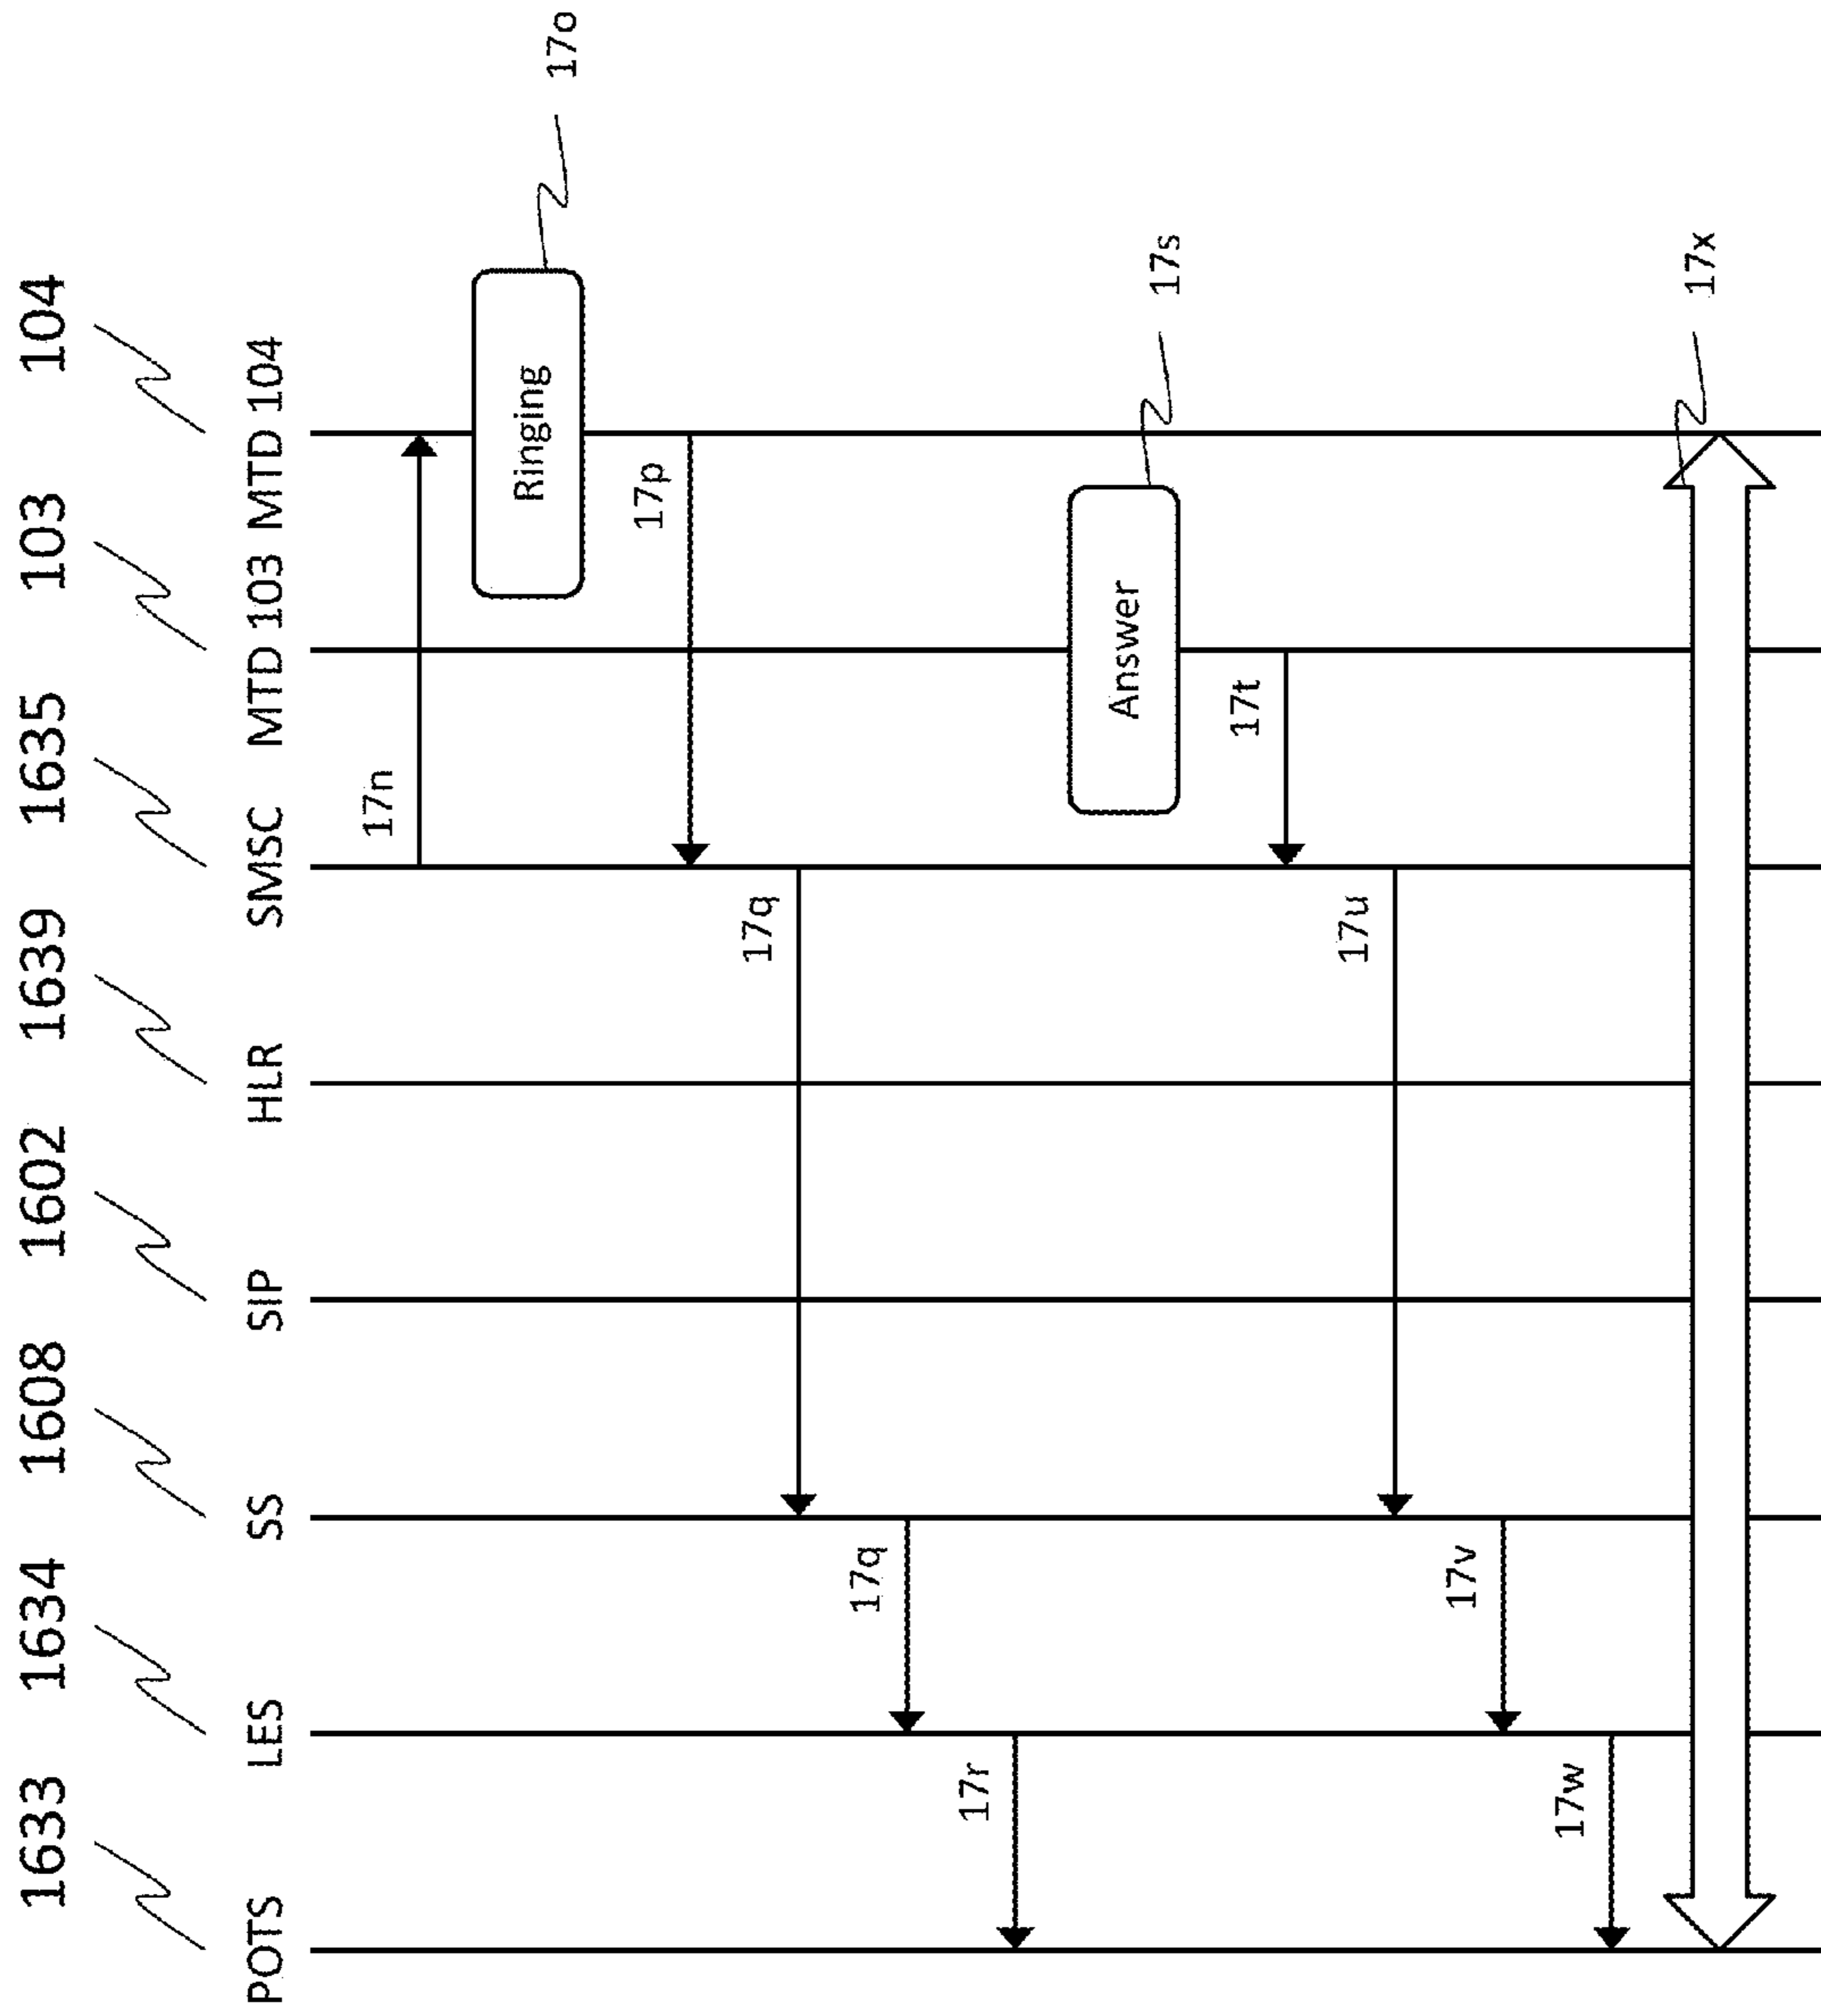 1633 1634 1608 1602 1639 1635 103 104
POTS LES SS SIP HLR SMSC MTD 103 MTD 104
17n
Ringing
17o
17p
17q
17q
17r
Answer
17s
17t
17u
17v
17w
17x